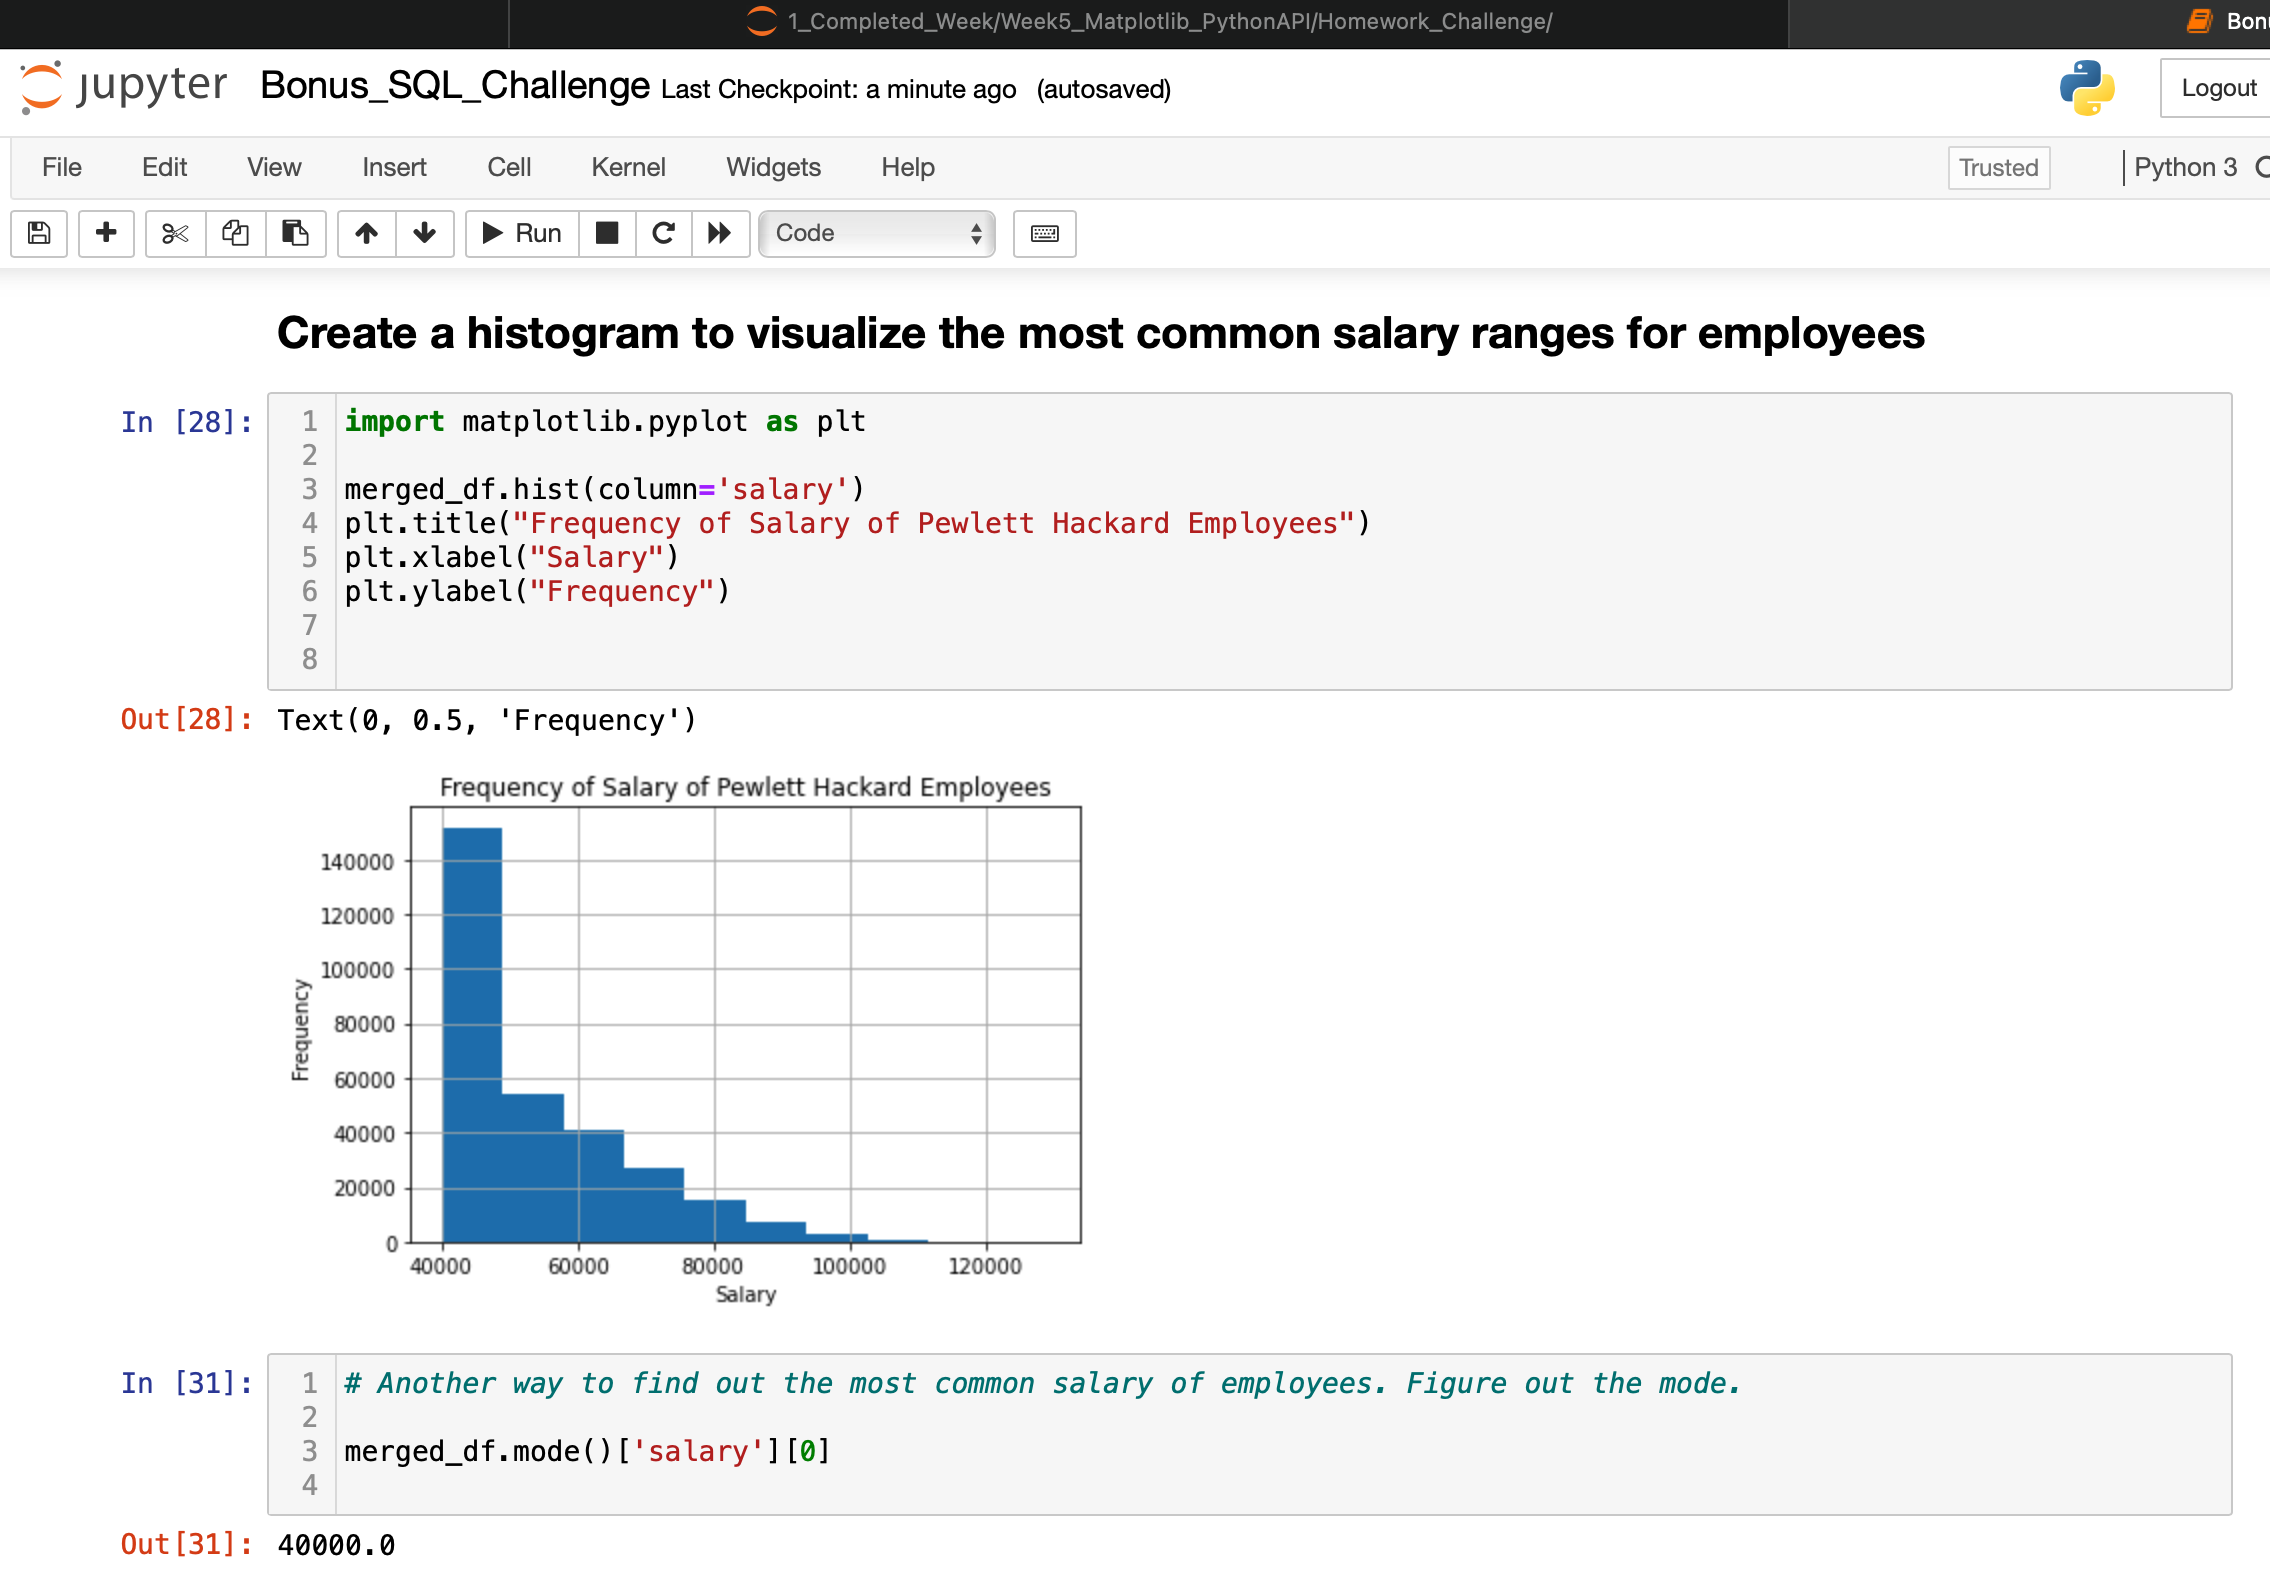 1_Completed_Week/Week5_Matplotlib_PythonAPI/Homework_Challenge/
jupyter Bonus_SQL_Challenge Last Checkpoint: a minute ago (autosaved)
Logout
File Edit View Insert Cell Kernel Widgets Help Trusted Python 3
Run Code
Create a histogram to visualize the most common salary ranges for employees
In [28]:
1 import matplotlib.pyplot as plt
2
3 merged_df.hist(column='salary')
4 plt.title("Frequency of Salary of Pewlett Hackard Employees")
5 plt.xlabel("Salary")
6 plt.ylabel("Frequency")
7
8
Out[28]: Text(0, 0.5, 'Frequency')
Frequency of Salary of Pewlett Hackard Employees
140000
120000
100000
80000
60000
40000
20000
0
Frequency
40000 60000 80000 100000 120000
Salary
In [31]:
1 # Another way to find out the most common salary of employees. Figure out the mode.
2
3 merged_df.mode()['salary'][0]
4
Out[31]: 40000.0